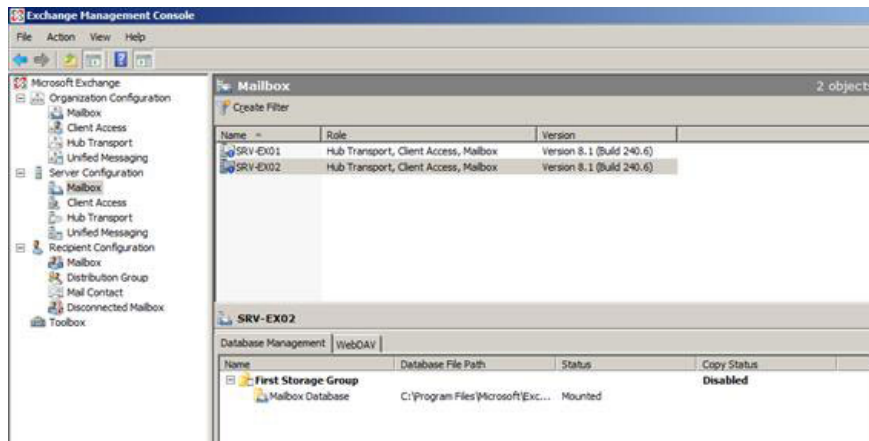 Exchange Management Console
File Action View Help
Microsoft Exchange
Organization Configuration
Mailbox
Client Access
Hub Transport
Unified Messaging
Server Configuration
Mailbox
Client Access
Hub Transport
Unified Messaging
Recipient Configuration
Mailbox
Distribution Group
Mail Contact
Disconnected Mailbox
Toolbox
Mailbox 2 object
Create Filter
Name Role Version
SRV-EX01 Hub Transport, Client Access, Mailbox Version 8.1 (Build 240.6)
SRV-EX02 Hub Transport, Client Access, Mailbox Version 8.1 (Build 240.6)
SRV-EX02
Database Management WebDAV
Name Database File Path Status Copy Status
First Storage Group Disabled
Mailbox Database C:\Program Files\Microsoft\Exc... Mounted